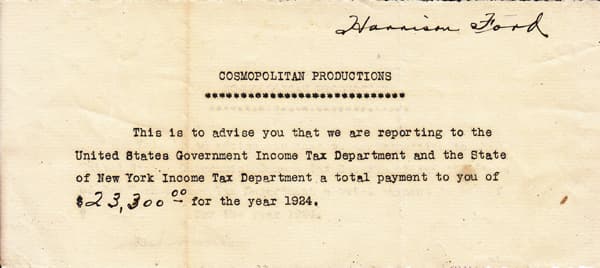 Harrison Ford
COSMOPOLITAN PRODUCTIONS
****************************
This is to advise you that we are reporting to the
United States Government Income Tax Department and the State
of New York Income Tax Department a total payment to you of
$23,300 00 for the year 1924.